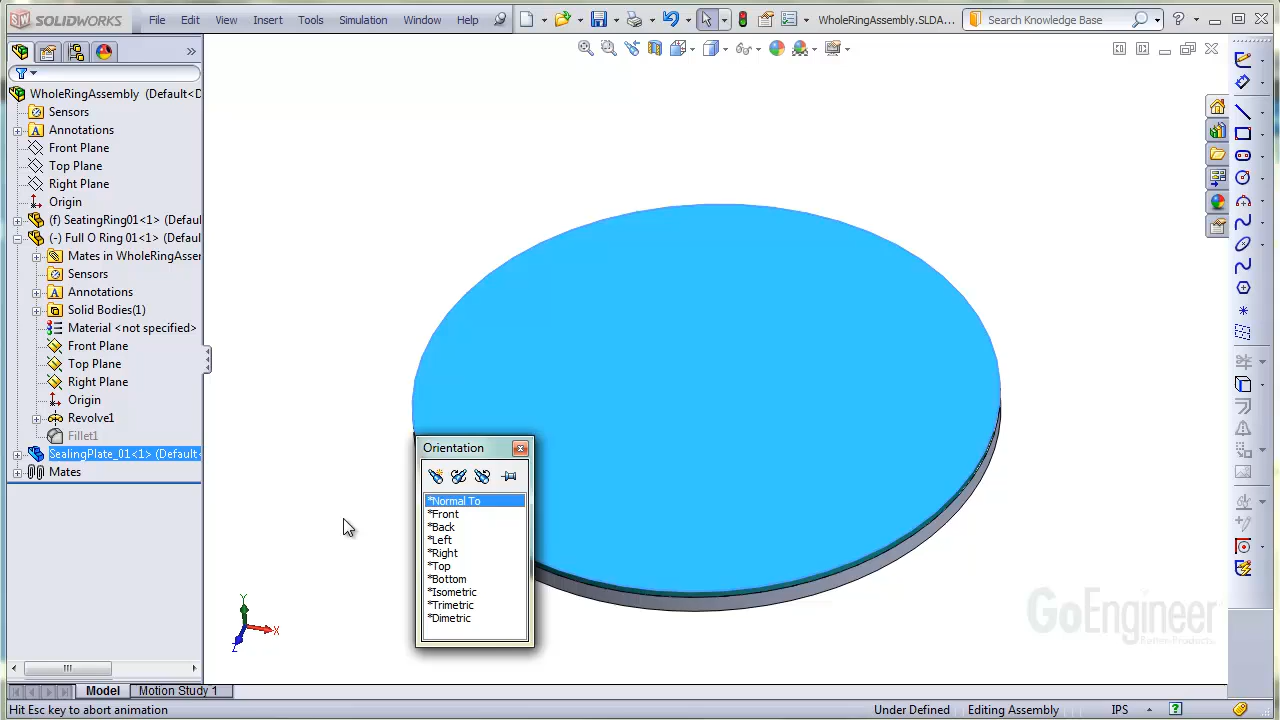 SOLIDWORKS
File Edit View Insert Tools Simulation Window Help
WholeRingAssembly.SLDA...
Search Knowledge Base
WholeRingAssembly (Default<D
Sensors
Annotations
Front Plane
Top Plane
Right Plane
Origin
(f) SeatingRing01<1> (Defaul
(-) Full O Ring 01<1> (Defau
Mates in WholeRingAsser
Sensors
Annotations
Solid Bodies(1)
Material <not specified>
Front Plane
Top Plane
Right Plane
Origin
Revolve1
Fillet1
SealingPlate_01<1> (Default<
Mates
Orientation
*Normal To
*Front
*Back
*Left
*Right
*Top
*Bottom
*Isometric
*Trimetric
*Dimetric
Y
X
Z
GoEngineer
Model Motion Study 1
Hit Esc key to abort animation
Under Defined Editing Assembly IPS